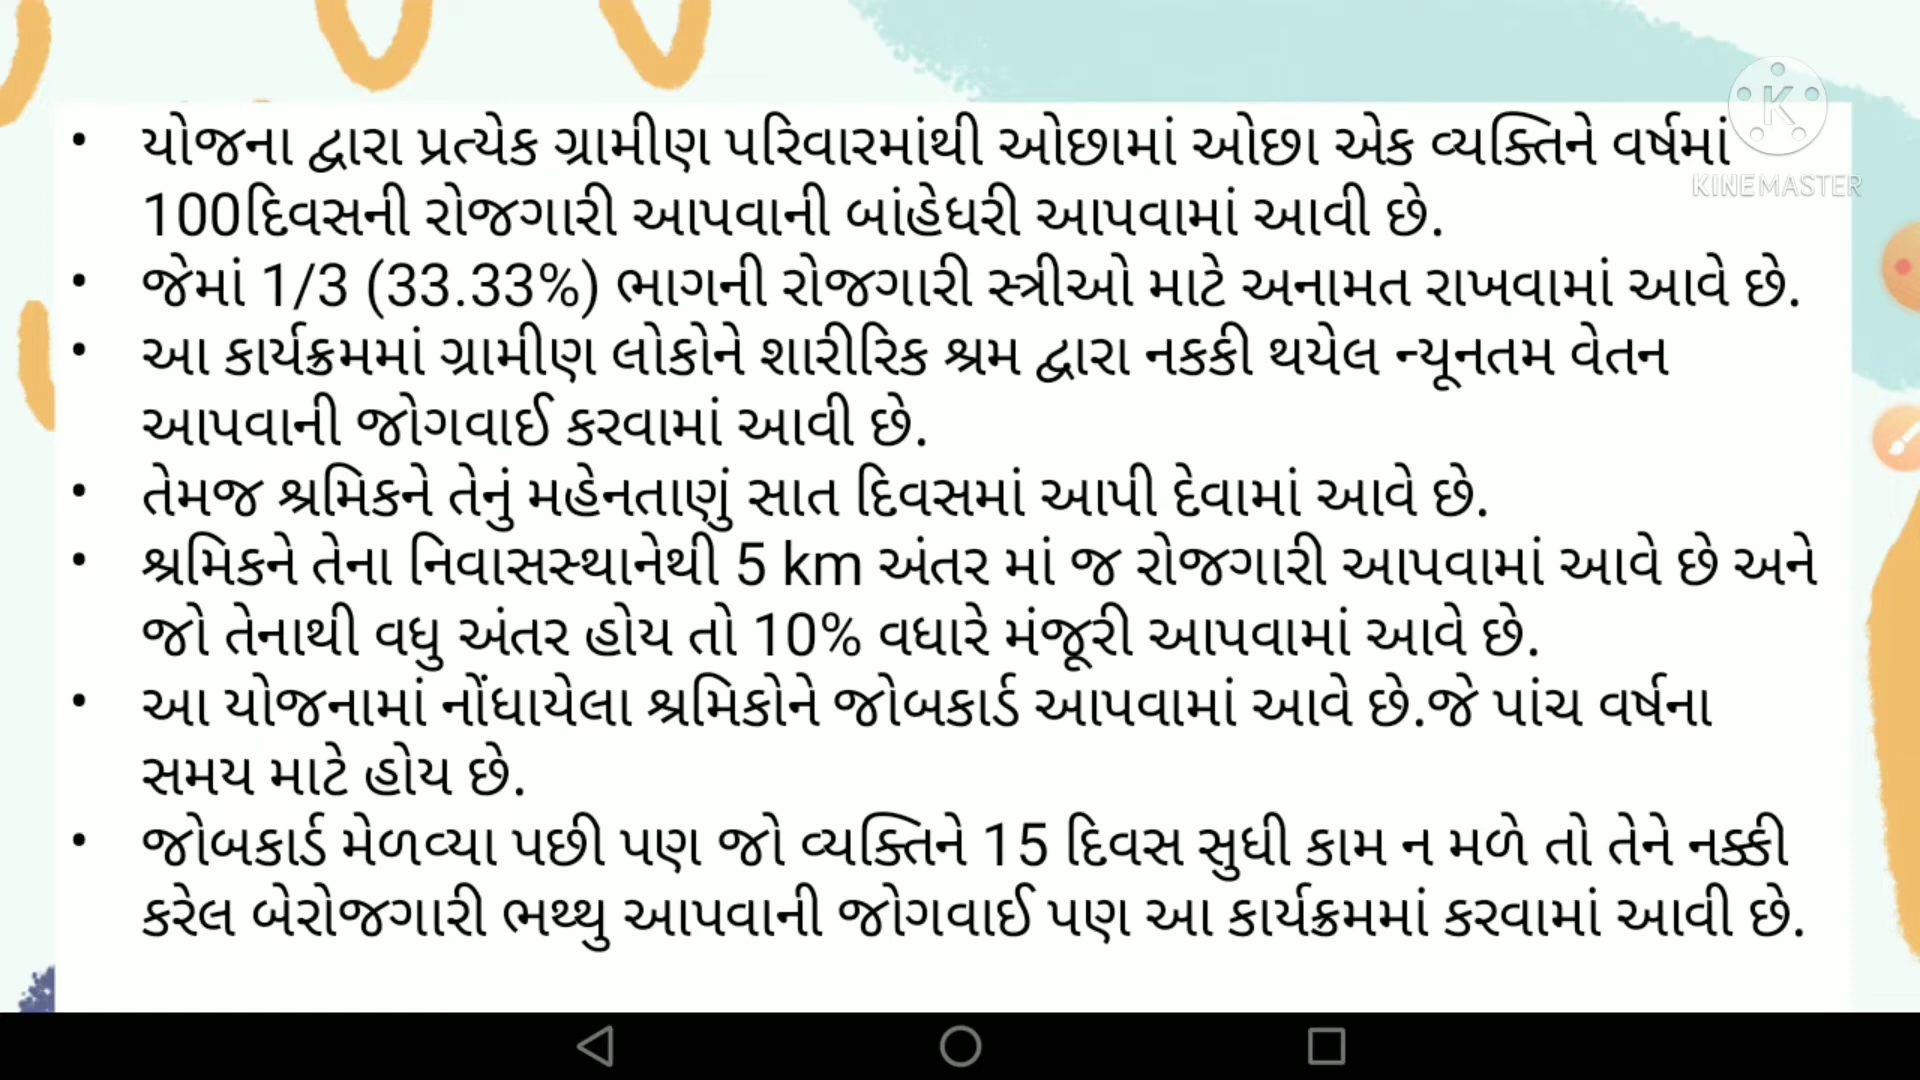 • યોજના દ્વારા પ્રત્યેક ગ્રામીણ પરિવારમાંથી ઓછામાં ઓછા એક વ્યક્તિને વર્ષમાં
100દિવસની રોજગારી આપવાની બાંહેધરી આપવામાં આવી છે.
• જેમાં 1/3 (33.33%) ભાગની રોજગારી સ્ત્રીઓ માટે અનામત રાખવામાં આવે છે.
• આ કાર્યક્રમમાં ગ્રામીણ લોકોને શારીરિક શ્રમ દ્વારા નકકી થયેલ ન્યૂનતમ વેતન
આપવાની જોગવાઈ કરવામાં આવી છે.
• તેમજ શ્રમિકને તેનું મહેનતાણું સાત દિવસમાં આપી દેવામાં આવે છે.
• શ્રમિકને તેના નિવાસસ્થાનેથી 5 km અંતર માં જ રોજગારી આપવામાં આવે છે અને
જો તેનાથી વધુ અંતર હોય તો 10% વધારે મંજૂરી આપવામાં આવે છે.
• આ યોજનામાં નોંધાયેલા શ્રમિકોને જોબકાર્ડ આપવામાં આવે છે.જે પાંચ વર્ષના
સમય માટે હોય છે.
• જોબકાર્ડ મેળવ્યા પછી પણ જો વ્યક્તિને 15 દિવસ સુધી કામ ન મળે તો તેને નક્કી
કરેલ બેરોજગારી ભથ્થુ આપવાની જોગવાઈ પણ આ કાર્યક્રમમાં કરવામાં આવી છે.
K
KINEMASTER